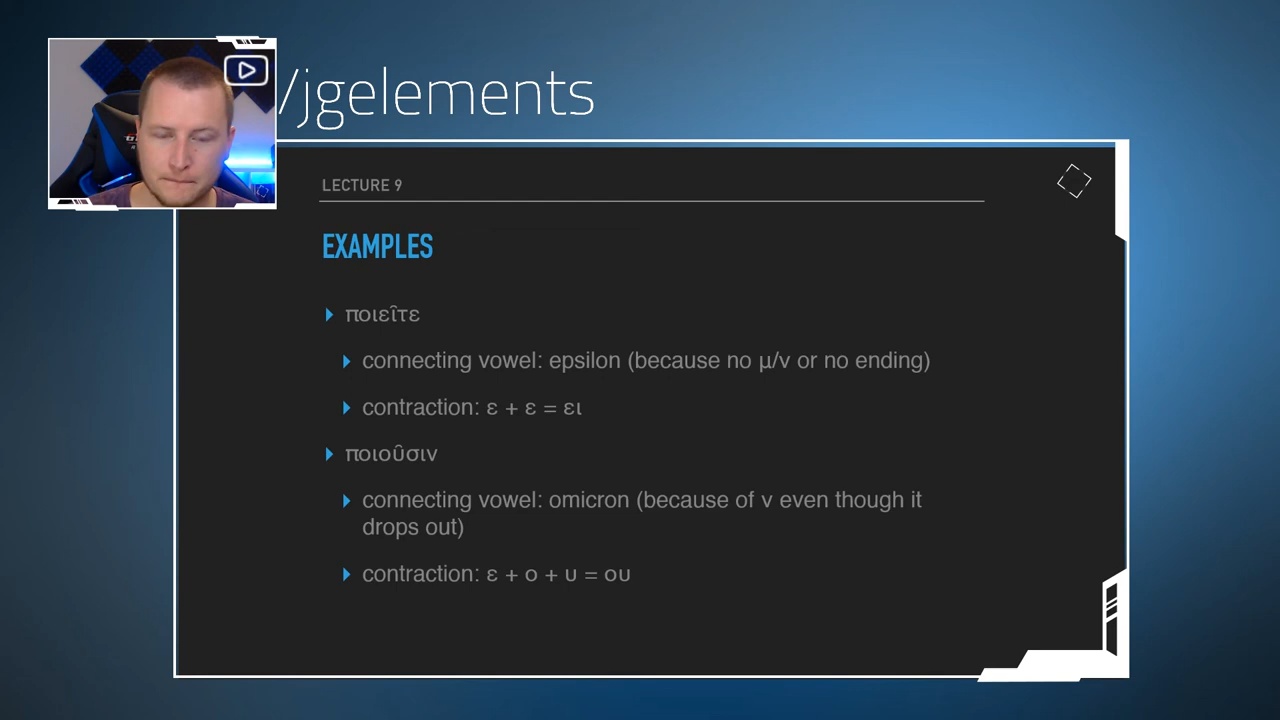 /jgelements
LECTURE 9
EXAMPLES
ποιεῖτε
connecting vowel: epsilon (because no μ/ν or no ending)
contraction: ε + ε = ει
ποιοῦσιν
connecting vowel: omicron (because of ν even though it
drops out)
contraction: ε + ο + υ = ου